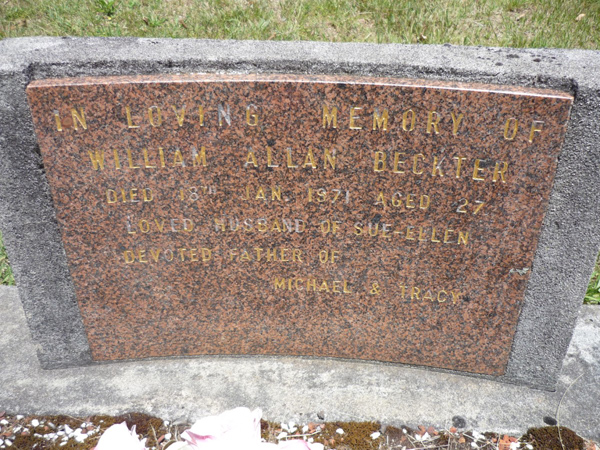 IN LOVING MEMORY OF
WILLIAM ALLAN BECKTER
DIED 18TH JAN. 1971 AGED 27
LOVED HUSBAND OF SUE-ELLEN
DEVOTED FATHER OF
MICHAEL & TRACY